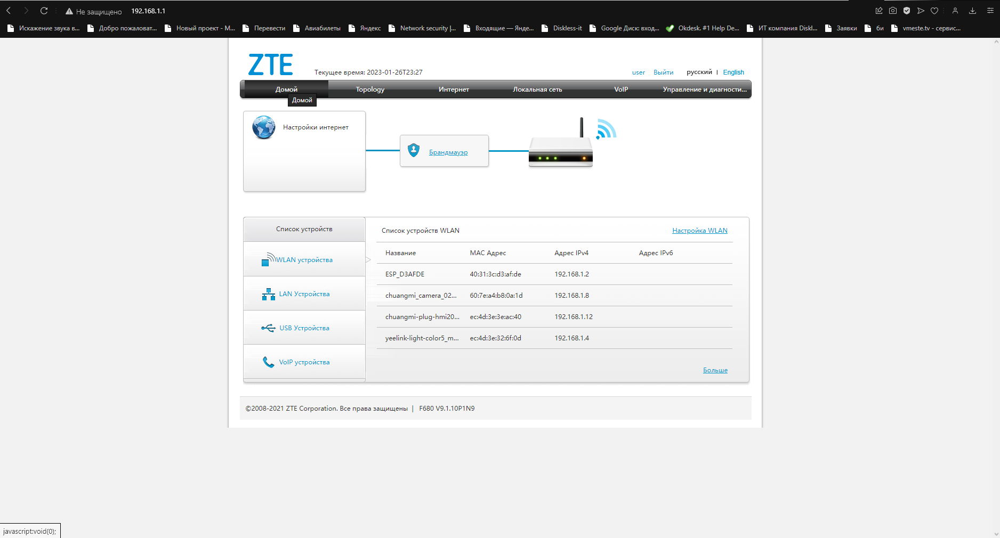 Не защищено 192.168.1.1
Искажение звука в... Добро пожаловат... Новый проект - М... Перевести Авиабилеты Яндекс Network security |... Входящие — Янде... Diskless-it Google Диск: вход... Okdesk. #1 Help De... ИТ компания Diskl... Заявки би vmeste.tv - сервис...
ZTE
Текущее время: 2023-01-26T23:27
user Выйти русский | English
Домой Topology Интернет Локальная сеть VoIP Управление и диагности...
Домой
Настройки интернет
Брандмауэр
Список устройств
WLAN устройства
LAN Устройства
USB Устройства
VoIP устройства
Список устройств WLAN Настройка WLAN
Название MAC Адрес Адрес IPv4 Адрес IPv6
ESP_D3AFDE 40:31:3c:d3:af:de 192.168.1.2
chuangmi_camera_02... 60:7e:a4:b8:0a:1d 192.168.1.8
chuangmi-plug-hmi20... ec:4d:3e:3e:ac:40 192.168.1.12
yeelink-light-color5_m... ec:4d:3e:32:6f:0d 192.168.1.4
Больше
©2008-2021 ZTE Corporation. Все права защищены | F680 V9.1.10P1N9
javascript:void(0);